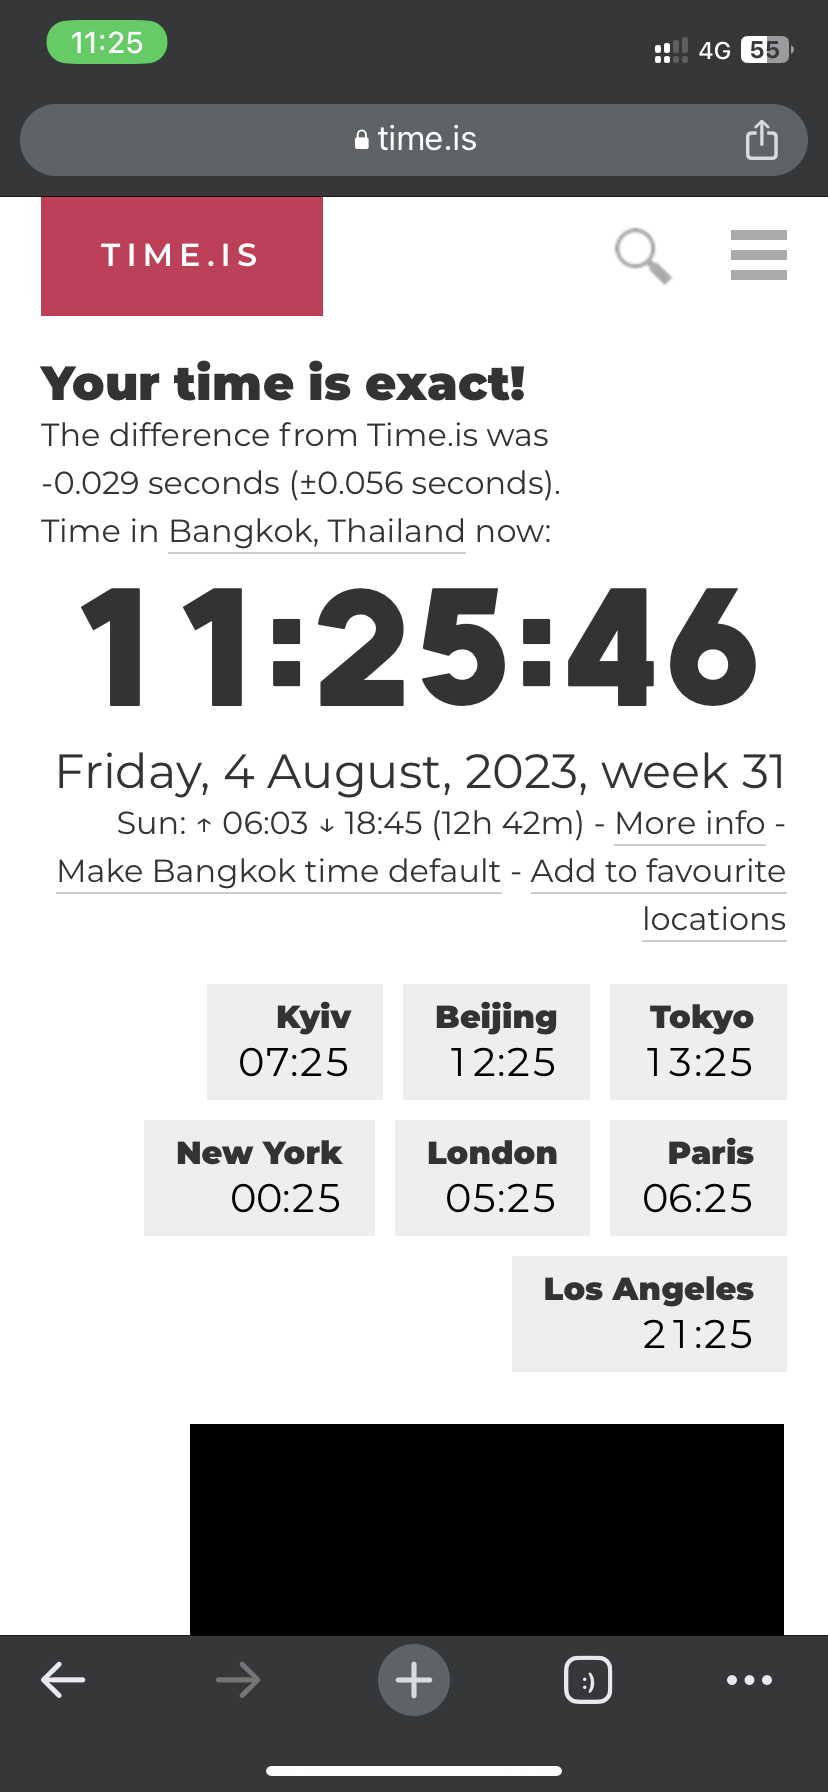 11:25
4G 55
time.is
TIME.IS
Your time is exact!
The difference from Time.is was
-0.029 seconds (±0.056 seconds).
Time in Bangkok, Thailand now:
11:25:46
Friday, 4 August, 2023, week 31
Sun: ↑ 06:03 ↓ 18:45 (12h 42m) - More info -
Make Bangkok time default - Add to favourite
locations
Kyiv Beijing Tokyo
07:25 12:25 13:25
New York London Paris
00:25 05:25 06:25
Los Angeles
21:25
:)